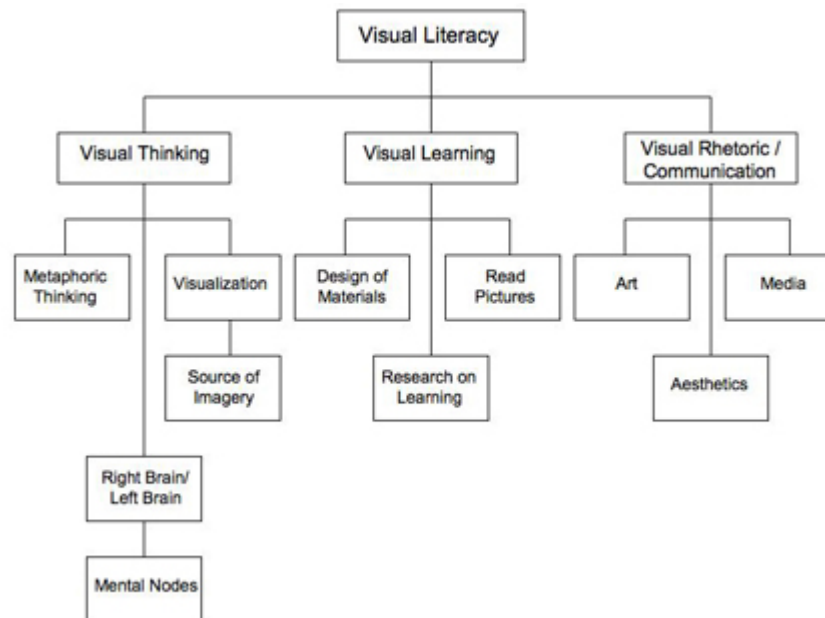 Visual Literacy
Visual Thinking
Visual Learning
Visual Rhetoric /
Communication
Metaphoric
Thinking
Visualization
Design of
Materials
Read
Pictures
Art
Media
Source of
Imagery
Research on
Learning
Aesthetics
Right Brain/
Left Brain
Mental Nodes